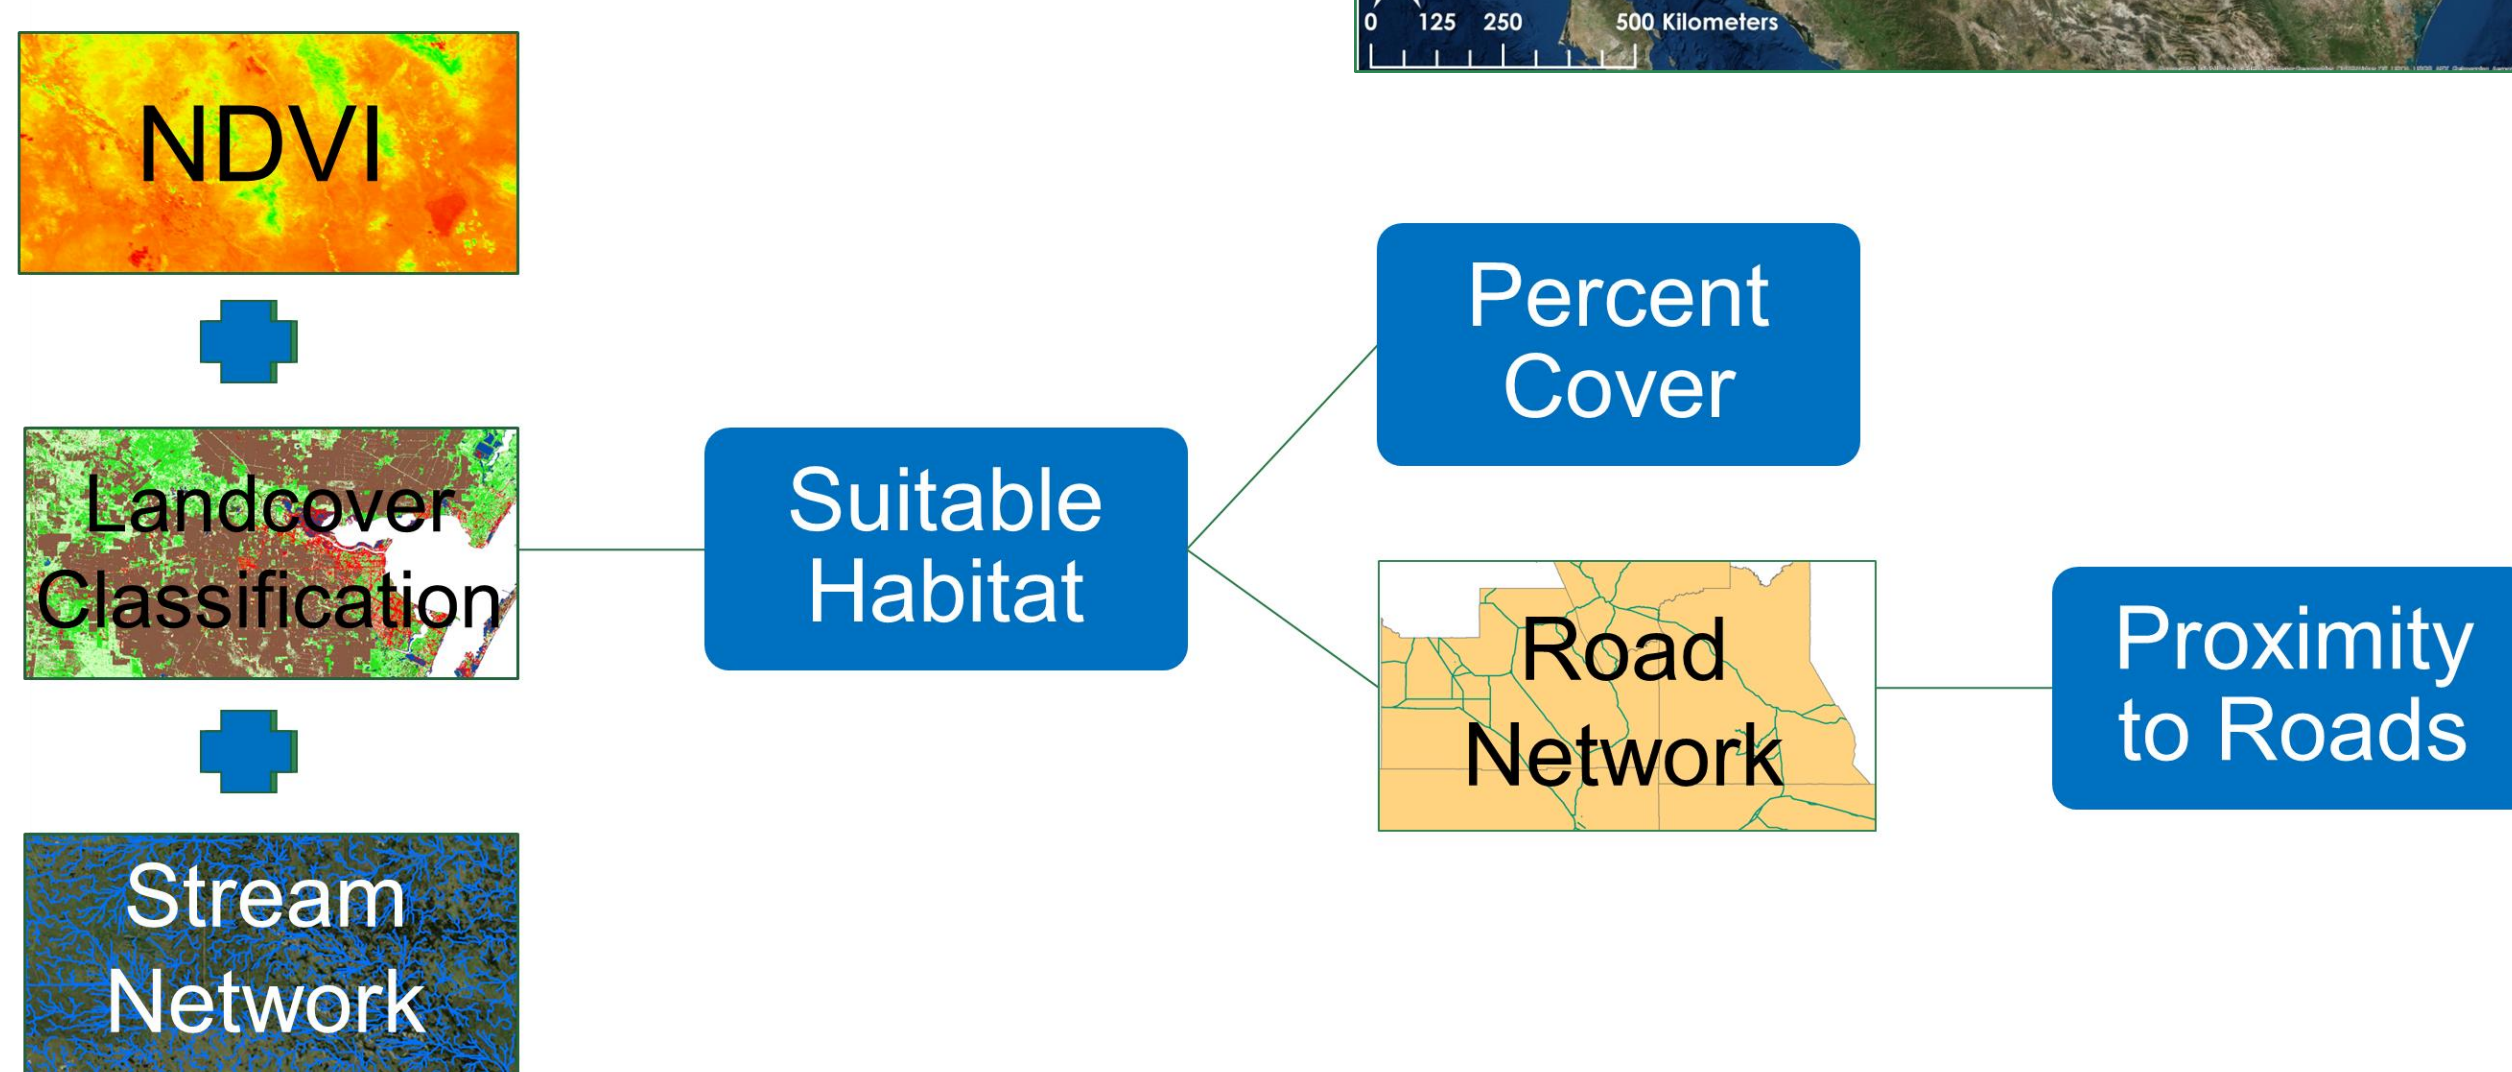 0 125 250 500 Kilometers
NDVI
Landcover
Classification
Stream
Network
Suitable
Habitat
Percent
Cover
Road
Network
Proximity
to Roads